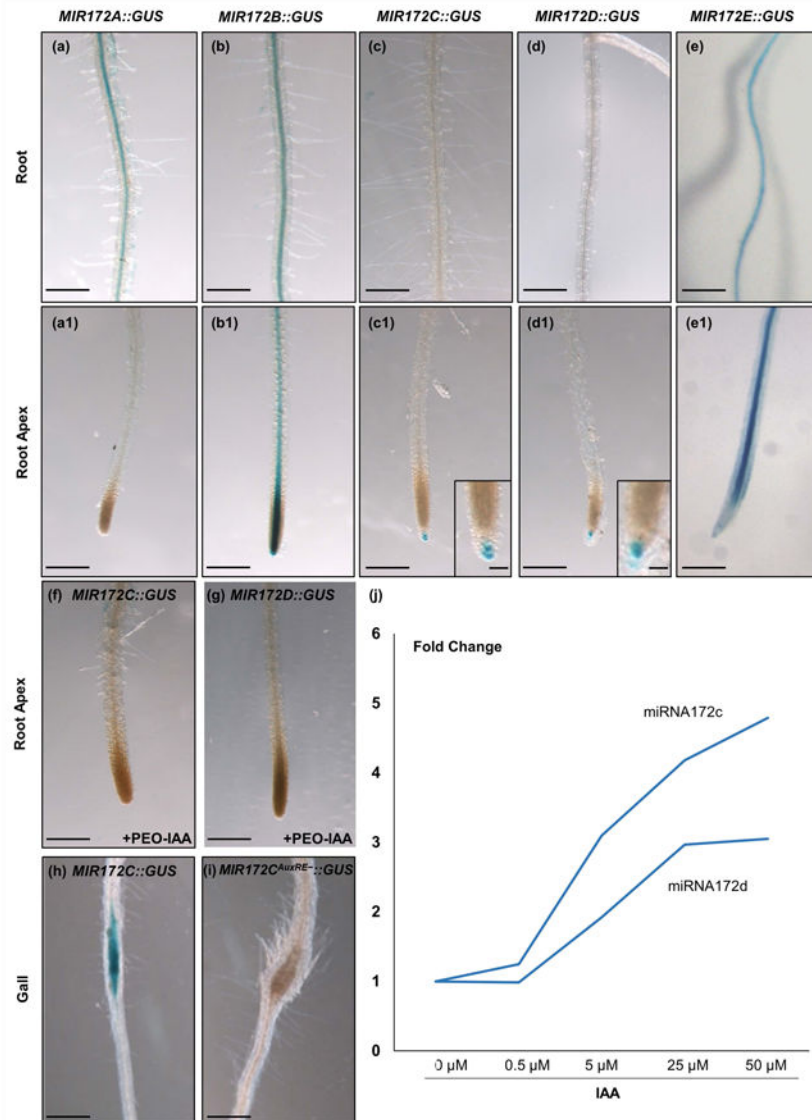 MIR172A::GUS MIR172B::GUS MIR172C::GUS MIR172D::GUS MIR172E::GUS
(a) (b) (c) (d) (e)
Root
(a1) (b1) (c1) (d1) (e1)
Root Apex
(f) MIR172C::GUS (g) MIR172D::GUS (j)
Root Apex
+PEO-IAA +PEO-IAA
(h) MIR172C::GUS (i) MIR172C^AuxRE–::GUS
Gall
Fold Change
6
5
4
3
2
1
0
miRNA172c
miRNA172d
0 µM 0.5 µM 5 µM 25 µM 50 µM
IAA